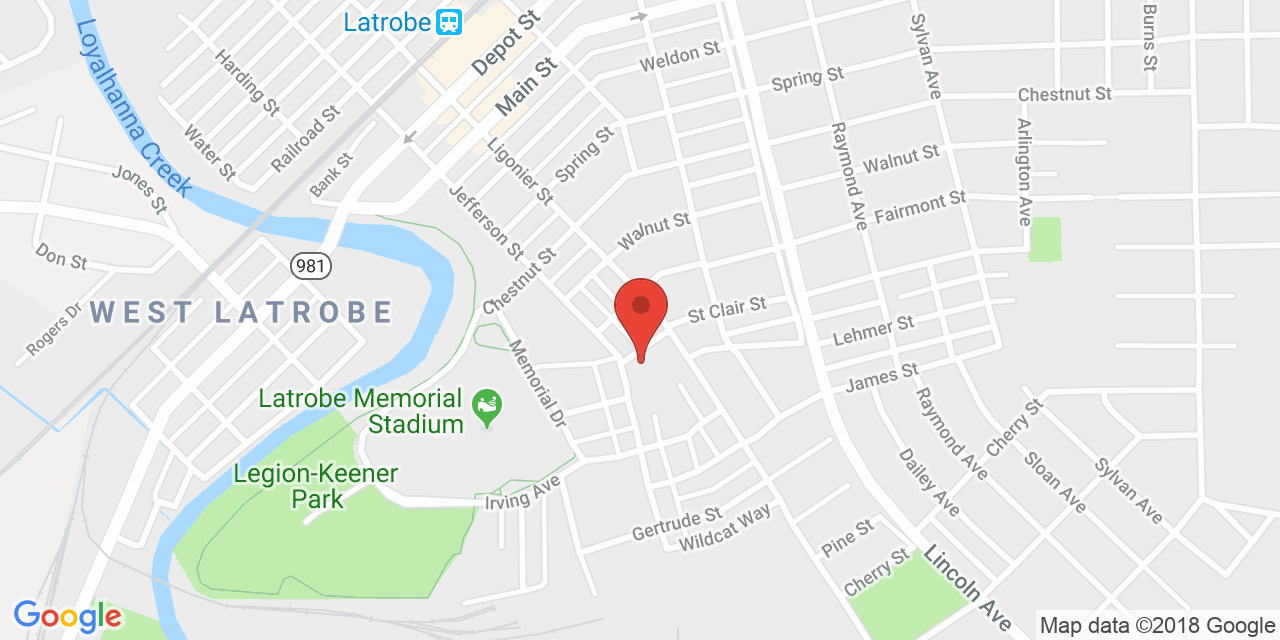 Latrobe
Loyalhanna Creek
Harding St
Depot St
Main St
Weldon St
Spring St
Sylvan Ave
Burns St
Chestnut St
Water St
Railroad St
Bank St
Jones St
Ligonier St
Spring St
Raymond Ave
Walnut St
Arlington Ave
Jefferson St
Walnut St
Fairmont St
Don St
981
Chestnut St
Rogers Dr
WEST LATROBE
St Clair St
Lehmer St
Memorial Dr
James St
Latrobe Memorial
Stadium
Raymond Ave
Cherry St
Legion-Keener
Park
Irving Ave
Dailey Ave
Sloan Ave
Sylvan Ave
Gertrude St
Wildcat Way
Pine St
Cherry St
Lincoln Ave
Google
Map data ©2018 Google